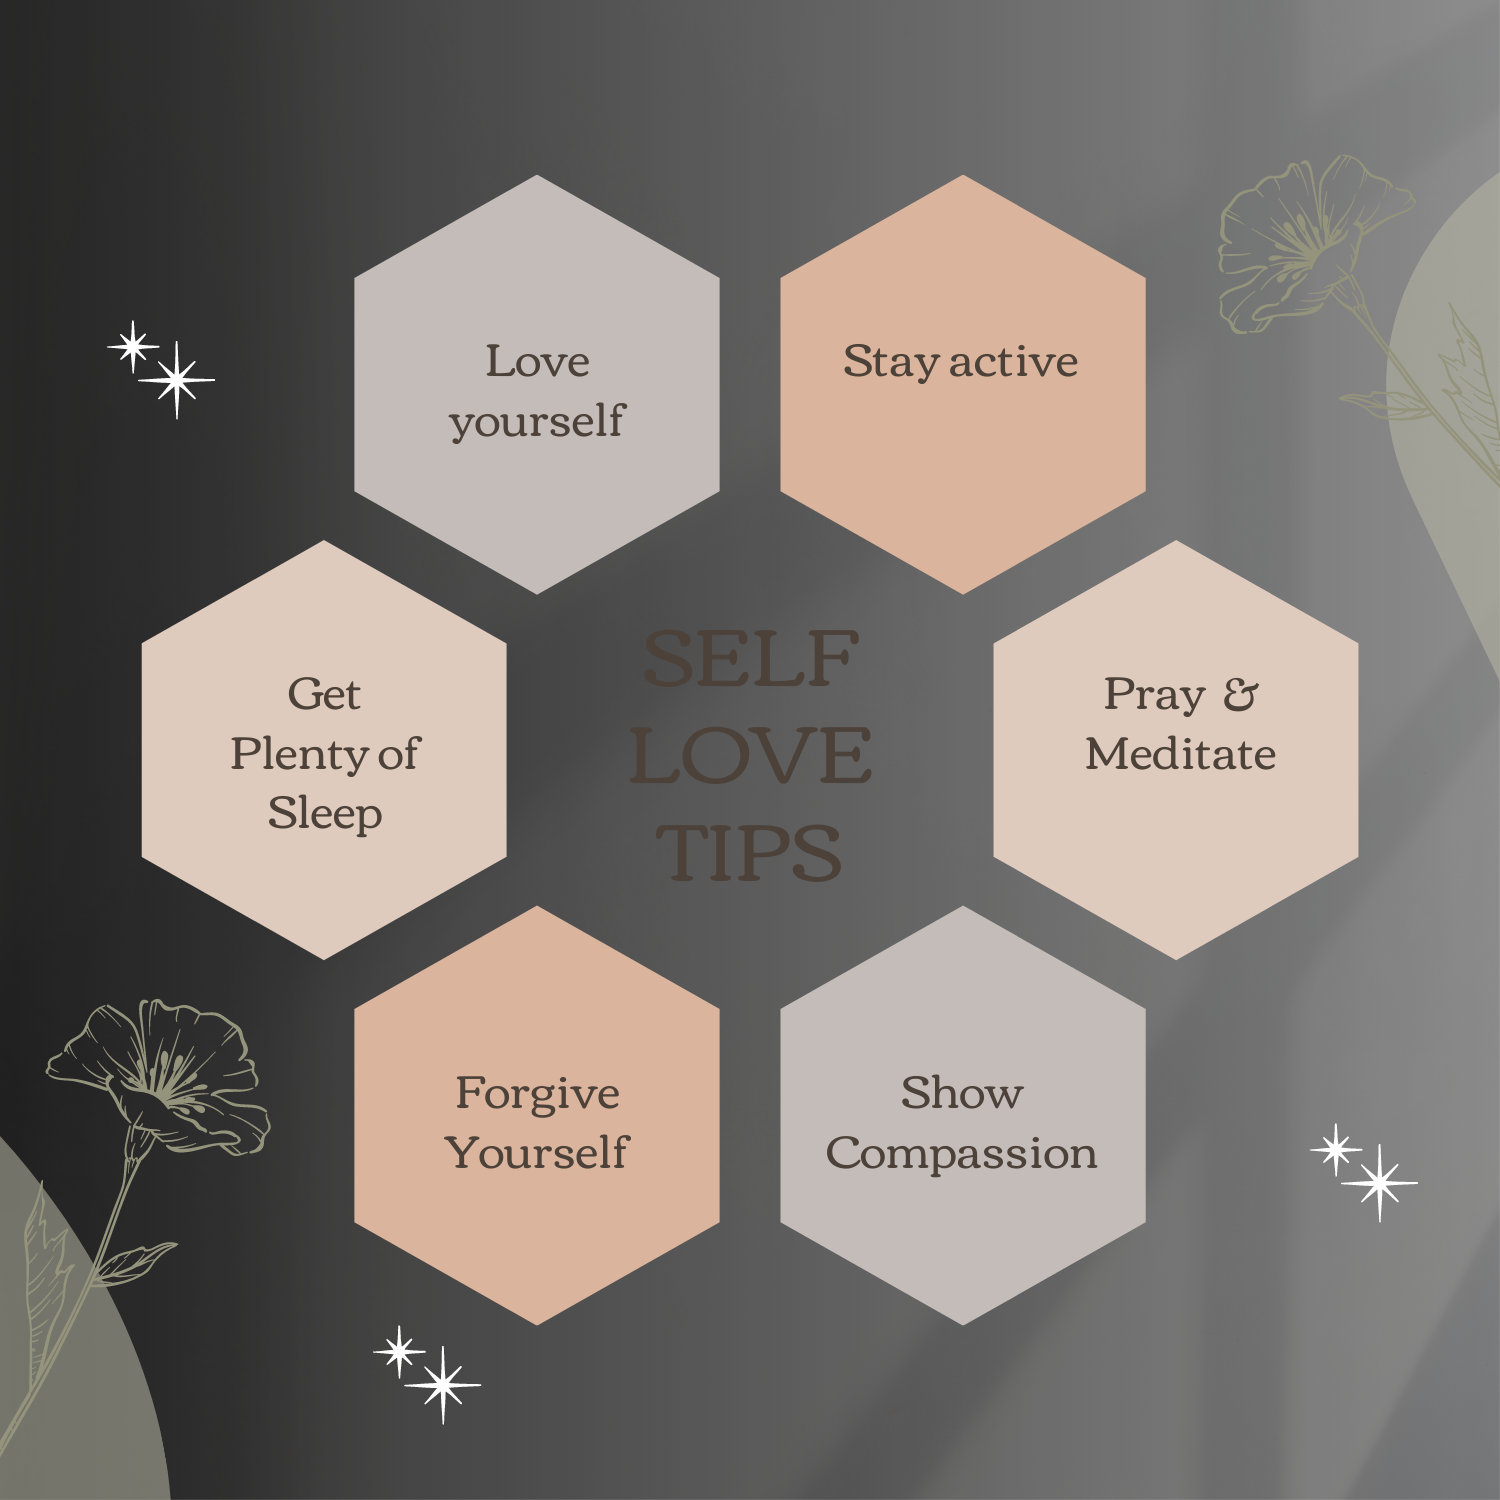 Love
yourself
Stay active
Get
Plenty of
Sleep
SELF
LOVE
TIPS
Pray &
Meditate
Forgive
Yourself
Show
Compassion